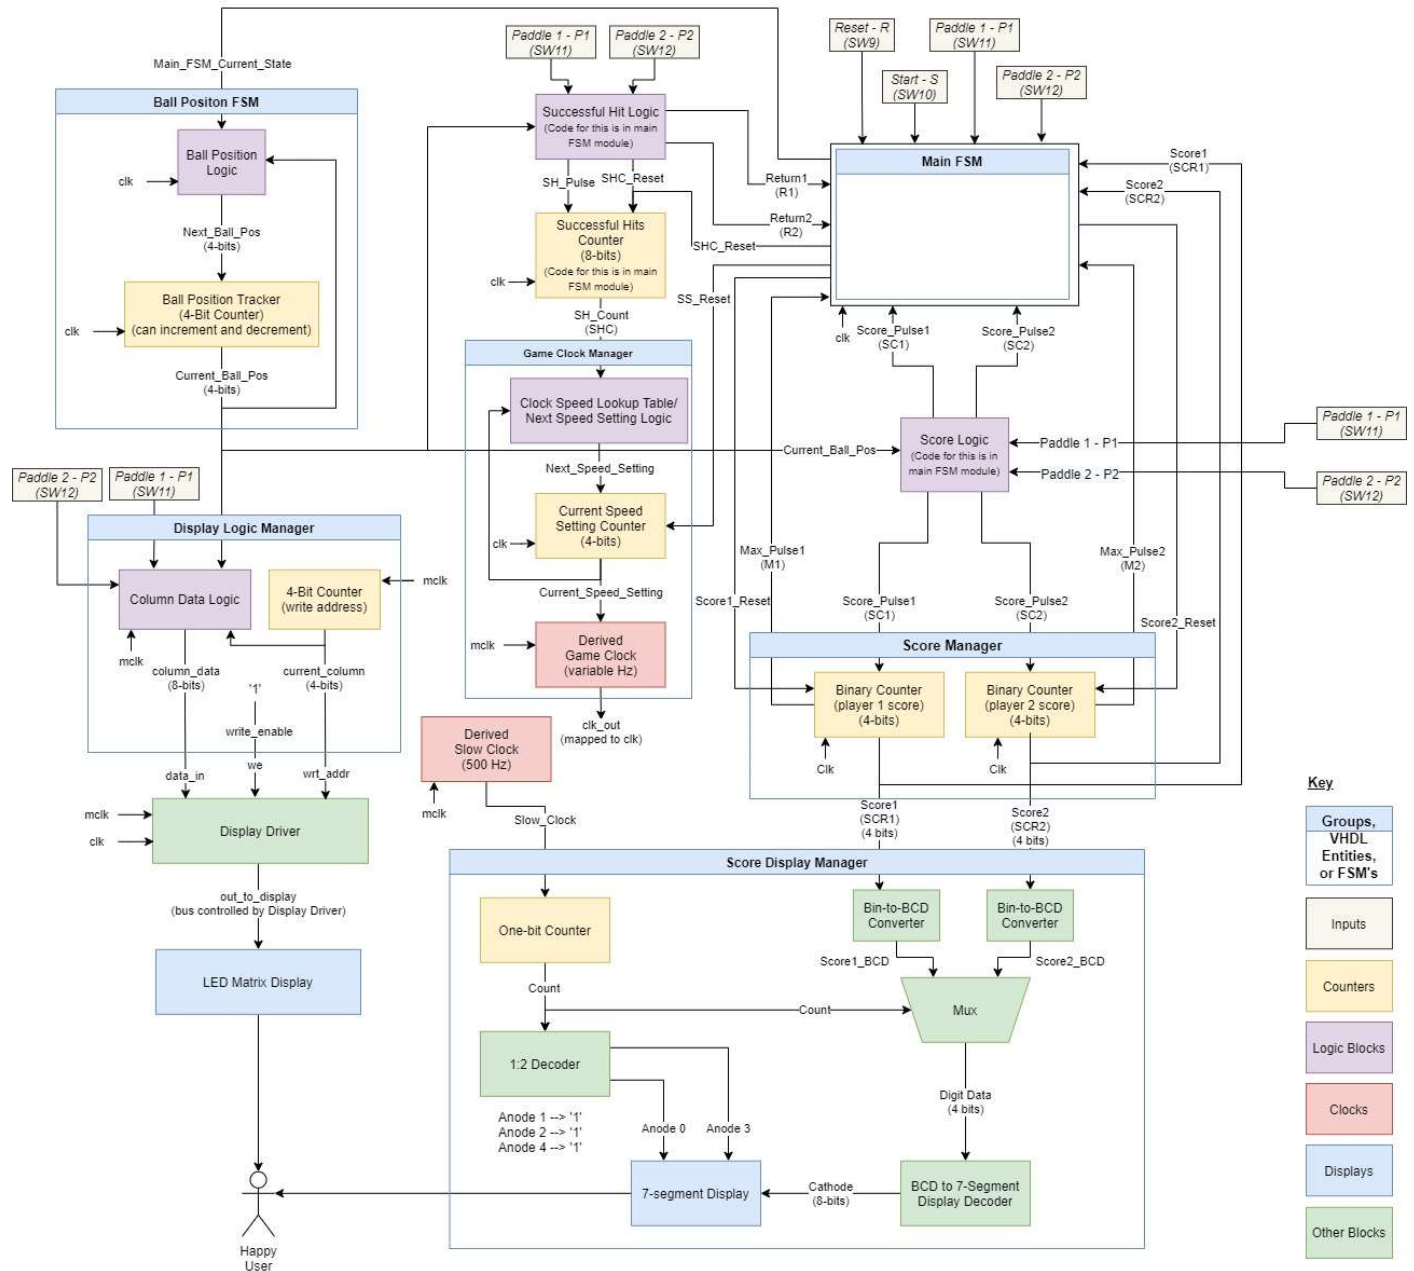 Main_FSM_Current_State
Paddle 1 - P1
(SW11)
Paddle 2 - P2
(SW12)
Reset - R
(SW9)
Paddle 1 - P1
(SW11)
Start - S
(SW10)
Paddle 2 - P2
(SW12)
Ball Positon FSM
Ball Position
Logic
clk
Next_Ball_Pos
(4-bits)
Ball Position Tracker
(4-Bit Counter)
(can increment and decrement)
clk
Current_Ball_Pos
(4-bits)
Successful Hit Logic
(Code for this is in main
FSM module)
SH_Pulse
SHC_Reset
Return1
(R1)
Return2
(R2)
SHC_Reset
Successful Hits
Counter
(8-bits)
(Code for this is in main
FSM module)
clk
SH_Count
(SHC)
SS_Reset
Main FSM
Score1
(SCR1)
Score2
(SCR2)
clk
Score_Pulse1
(SC1)
Score_Pulse2
(SC2)
Game Clock Manager
Clock Speed Lookup Table/
Next Speed Setting Logic
Next_Speed_Setting
Current Speed
Setting Counter
(4-bits)
clk
Current_Speed_Setting
Derived
Game Clock
(variable Hz)
mclk
clk_out
(mapped to clk)
Current_Ball_Pos
Score Logic
(Code for this is in
main FSM module)
Paddle 1 - P1
Paddle 2 - P2
Paddle 1 - P1
(SW11)
Paddle 2 - P2
(SW12)
Max_Pulse1
(M1)
Max_Pulse2
(M2)
Score1_Reset
Score_Pulse1
(SC1)
Score_Pulse2
(SC2)
Score2_Reset
Paddle 2 - P2
(SW12)
Paddle 1 - P1
(SW11)
Display Logic Manager
Column Data Logic
4-Bit Counter
(write address)
mclk
mclk
column_data
(8-bits)
current_column
(4-bits)
'1'
write_enable
data_in
we
wrt_addr
mclk
clk
Display Driver
out_to_display
(bus controlled by Display Driver)
LED Matrix Display
Happy
User
Derived
Slow Clock
(500 Hz)
mclk
Slow_Clock
Score Manager
Binary Counter
(player 1 score)
(4-bits)
Binary Counter
(player 2 score)
(4-bits)
Clk
Clk
Score1
(SCR1)
(4 bits)
Score2
(SCR2)
(4 bits)
Score Display Manager
One-bit Counter
Bin-to-BCD
Converter
Bin-to-BCD
Converter
Score1_BCD
Score2_BCD
Count
Count
Mux
1:2 Decoder
Anode 1 --> '1'
Anode 2 --> '1'
Anode 4 --> '1'
Anode 0
Anode 3
Digit Data
(4 bits)
7-segment Display
Cathode
(8-bits)
BCD to 7-Segment
Display Decoder
Key
Groups,
VHDL
Entities,
or FSM's
Inputs
Counters
Logic Blocks
Clocks
Displays
Other Blocks